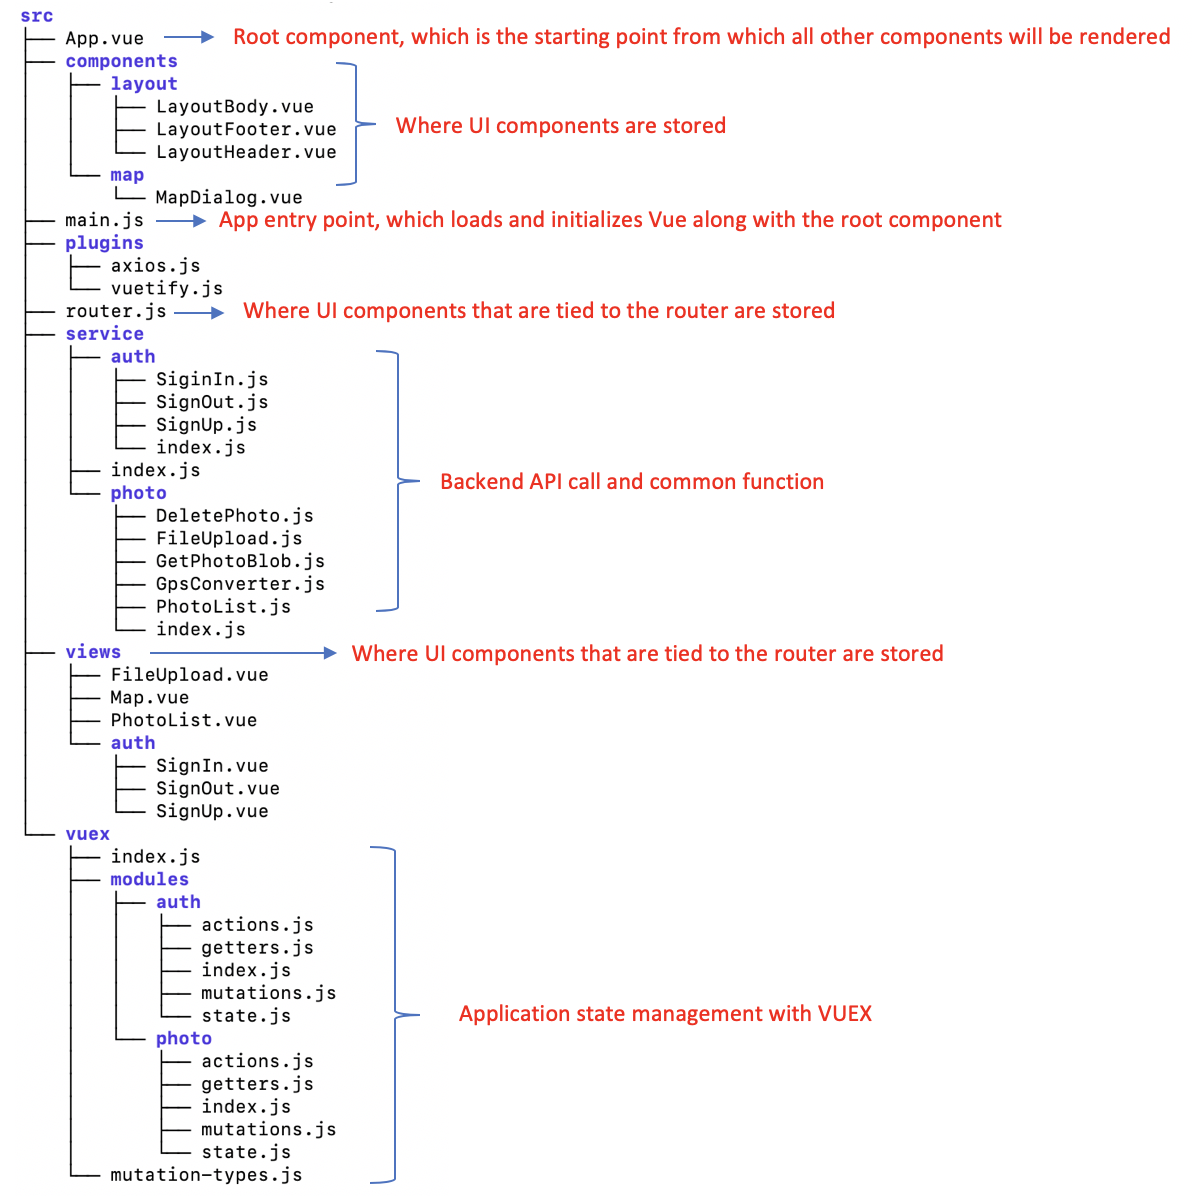 src
App.vue Root component, which is the starting point from which all other components will be rendered
components
layout
LayoutBody.vue
LayoutFooter.vue Where UI components are stored
LayoutHeader.vue
map
MapDialog.vue
main.js App entry point, which loads and initializes Vue along with the root component
plugins
axios.js
vuetify.js
router.js Where UI components that are tied to the router are stored
service
auth
SiginIn.js
SignOut.js
SignUp.js
index.js
index.js Backend API call and common function
photo
DeletePhoto.js
FileUpload.js
GetPhotoBlob.js
GpsConverter.js
PhotoList.js
index.js
views Where UI components that are tied to the router are stored
FileUpload.vue
Map.vue
PhotoList.vue
auth
SignIn.vue
SignOut.vue
SignUp.vue
vuex
index.js
modules
auth
actions.js
getters.js
index.js
mutations.js
state.js Application state management with VUEX
photo
actions.js
getters.js
index.js
mutations.js
state.js
mutation-types.js